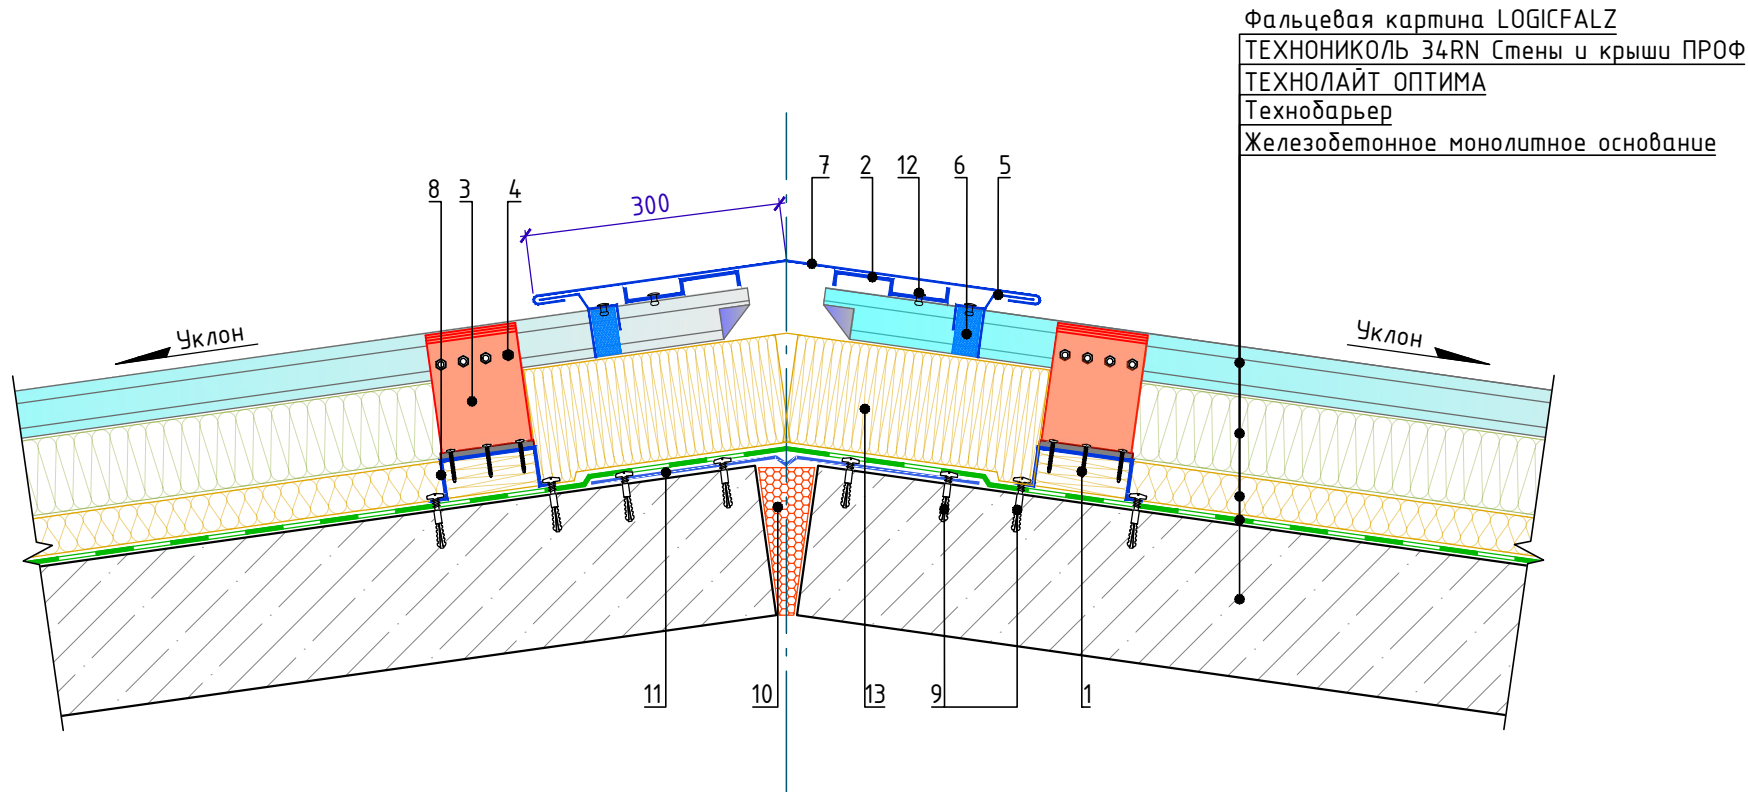 Фальцевая картина LOGICFALZ
ТЕХНОНИКОЛЬ 34RN Стены и крыши ПРОФ
ТЕХНОЛАЙТ ОПТИМА
Технобарьер
Железобетонное монолитное основание
7 2 12 6 5
8 3 4
300
Уклон
Уклон
11 10 13 9 1